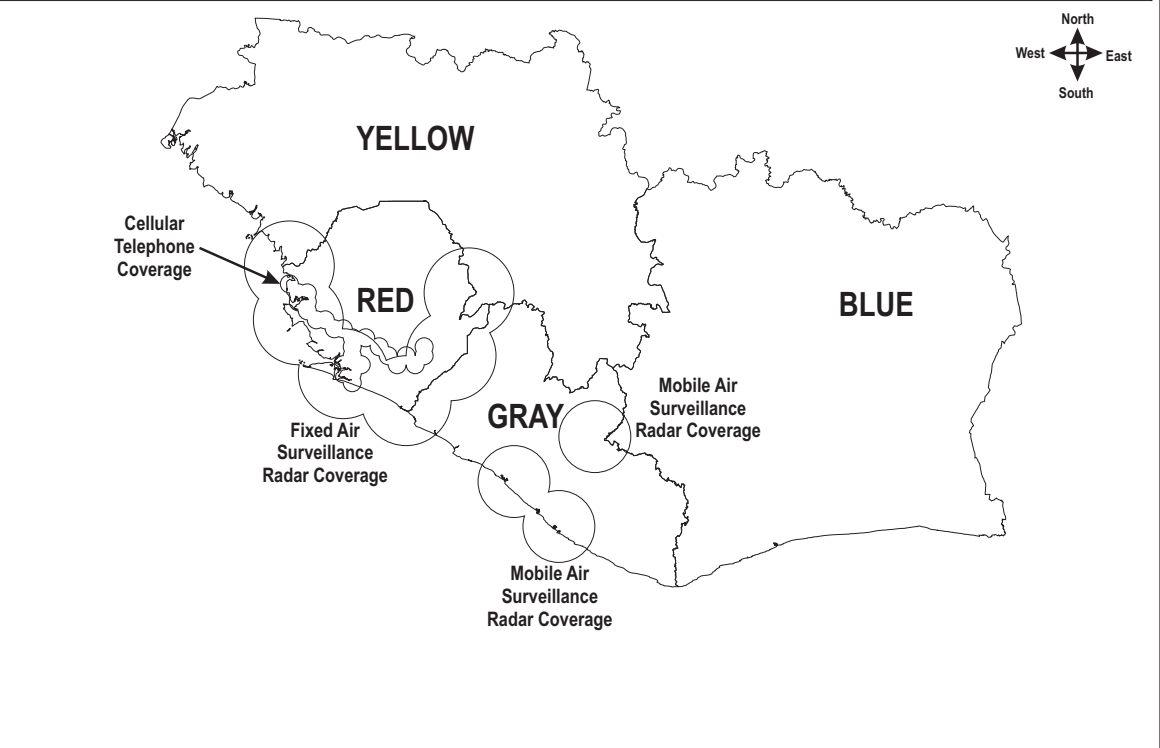 North
West
East
South
YELLOW
Cellular
Telephone
Coverage
RED
BLUE
Mobile Air
Surveillance
Radar Coverage
GRAY
Fixed Air
Surveillance
Radar Coverage
Mobile Air
Surveillance
Radar Coverage